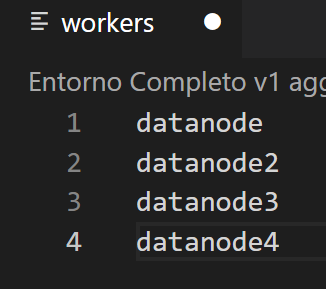 workers
Entorno Completo v1 agg
1 datanode
2 datanode2
3 datanode3
4 datanode4